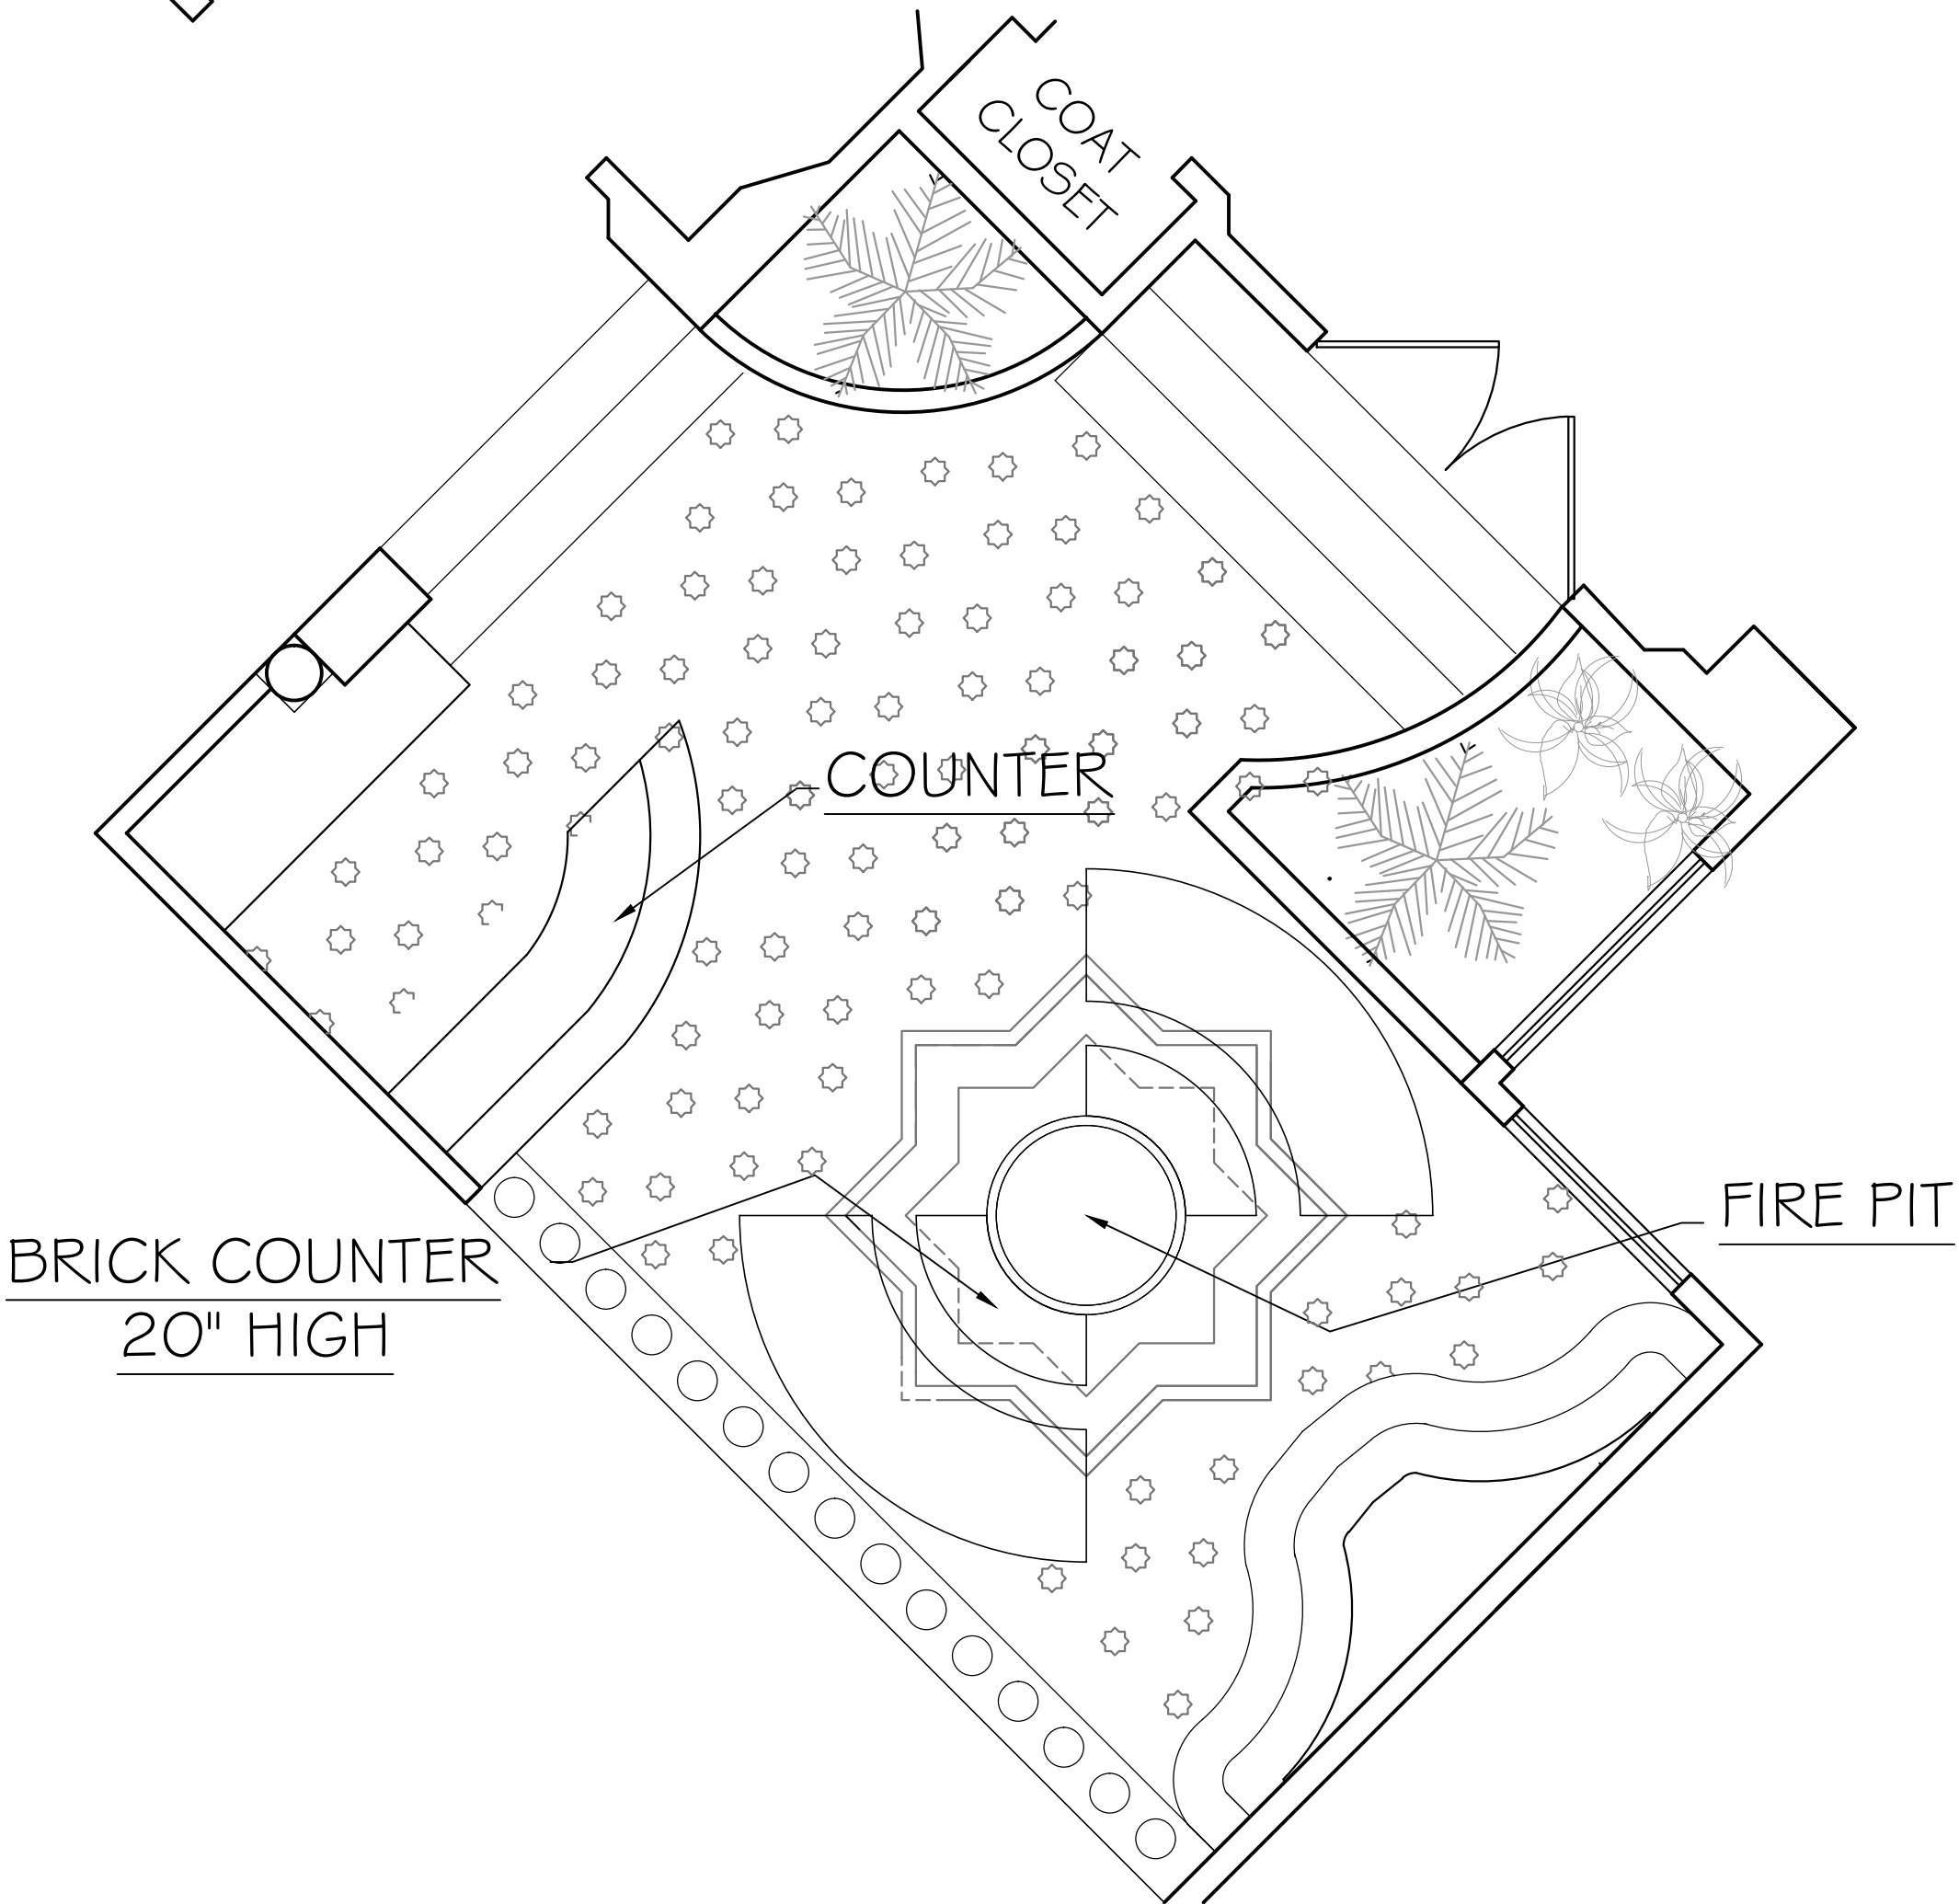 COAT
CLOSET
COUNTER
FIRE PIT
BRICK COUNTER
20" HIGH